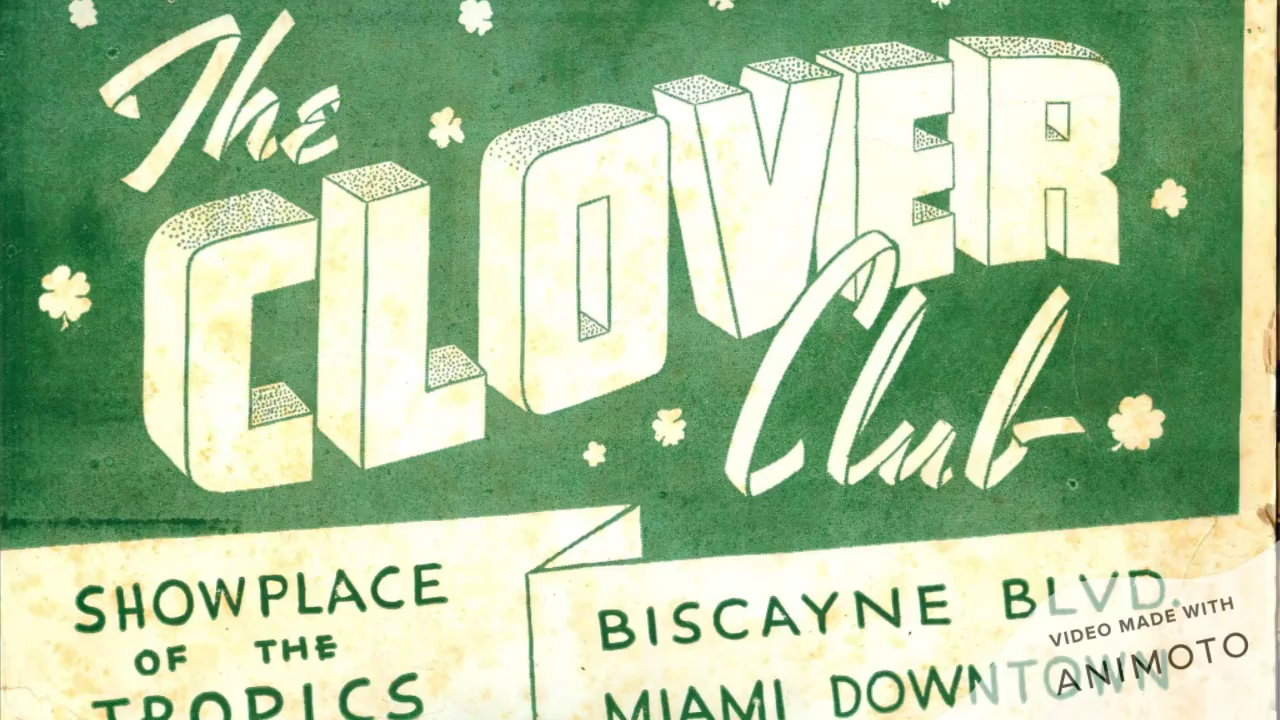 The
CLOVER
Club
SHOWPLACE
OF THE
TROPICS
BISCAYNE BLVD.
MIAMI DOWNTOWN
VIDEO MADE WITH
ANIMOTO